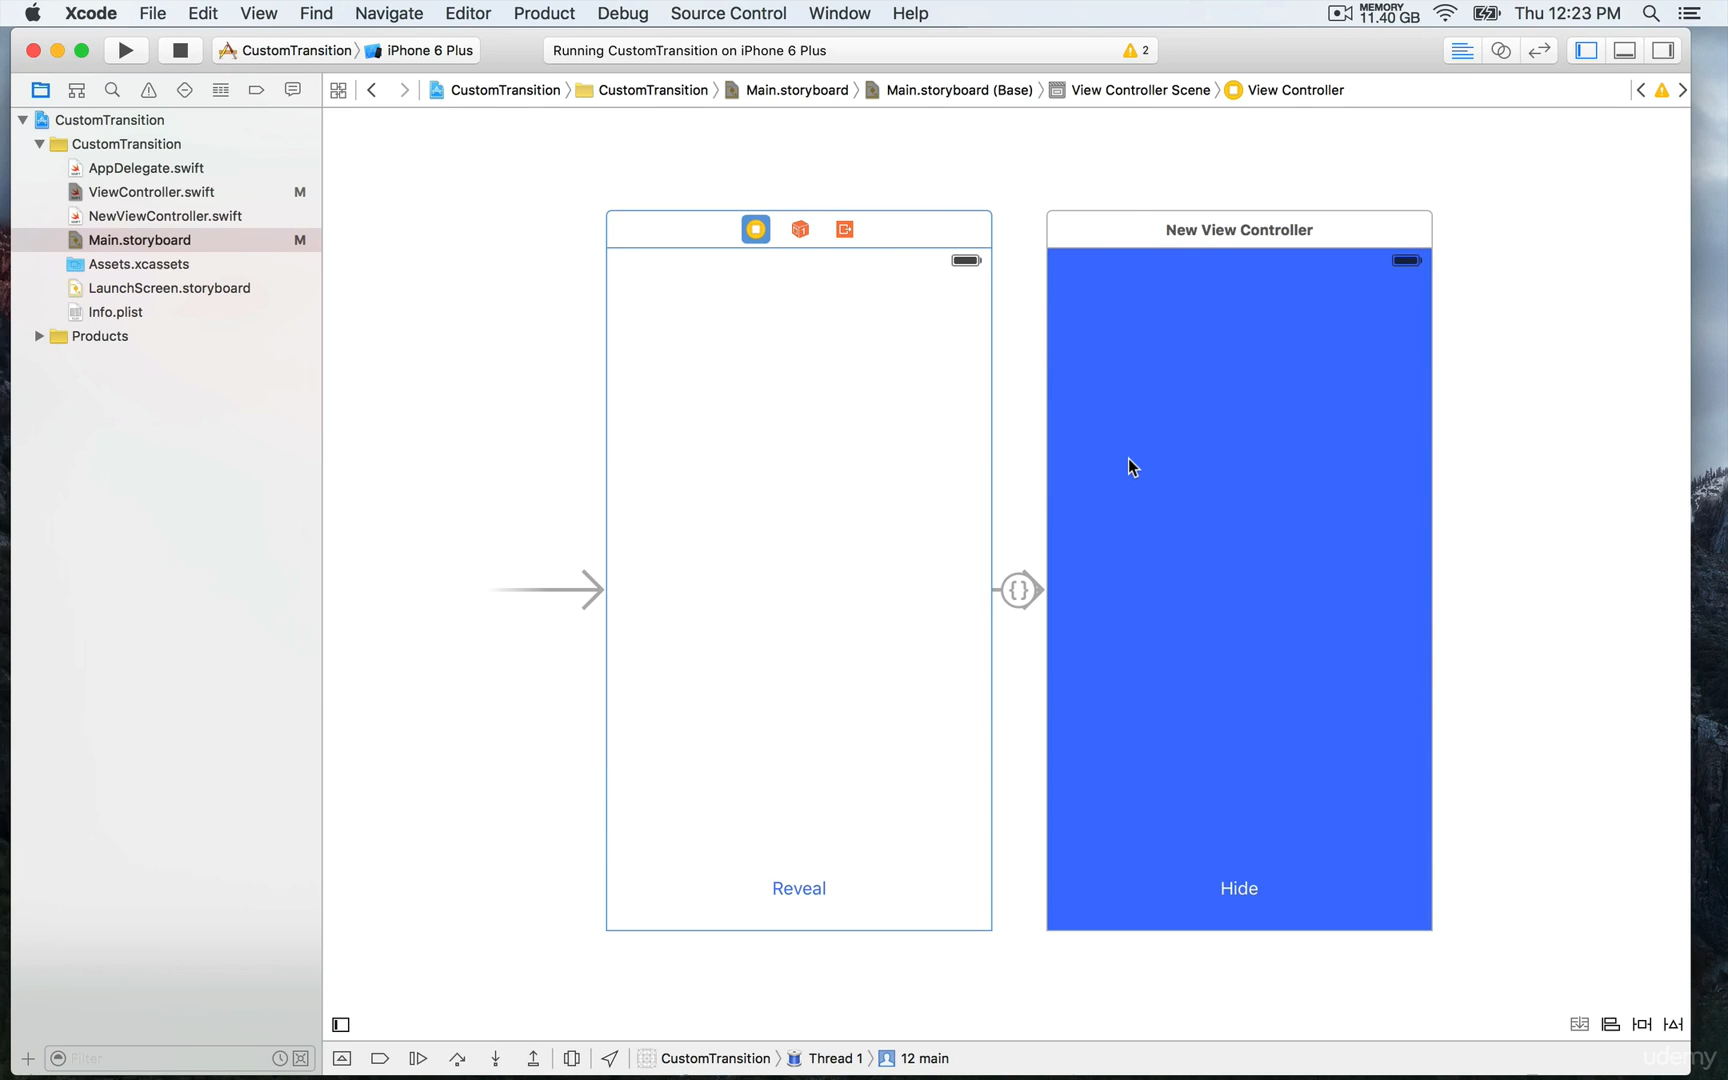 Xcode File Edit View Find Navigate Editor Product Debug Source Control Window Help MEMORY 11.40 GB Thu 12:23 PM
CustomTransition iPhone 6 Plus Running CustomTransition on iPhone 6 Plus 2
CustomTransition CustomTransition Main.storyboard Main.storyboard (Base) View Controller Scene View Controller
CustomTransition
CustomTransition
AppDelegate.swift
ViewController.swift M
NewViewController.swift
Main.storyboard M
Assets.xcassets
LaunchScreen.storyboard
Info.plist
Products
New View Controller
{}
Reveal
Hide
Filter
CustomTransition Thread 1 12 main
udemy